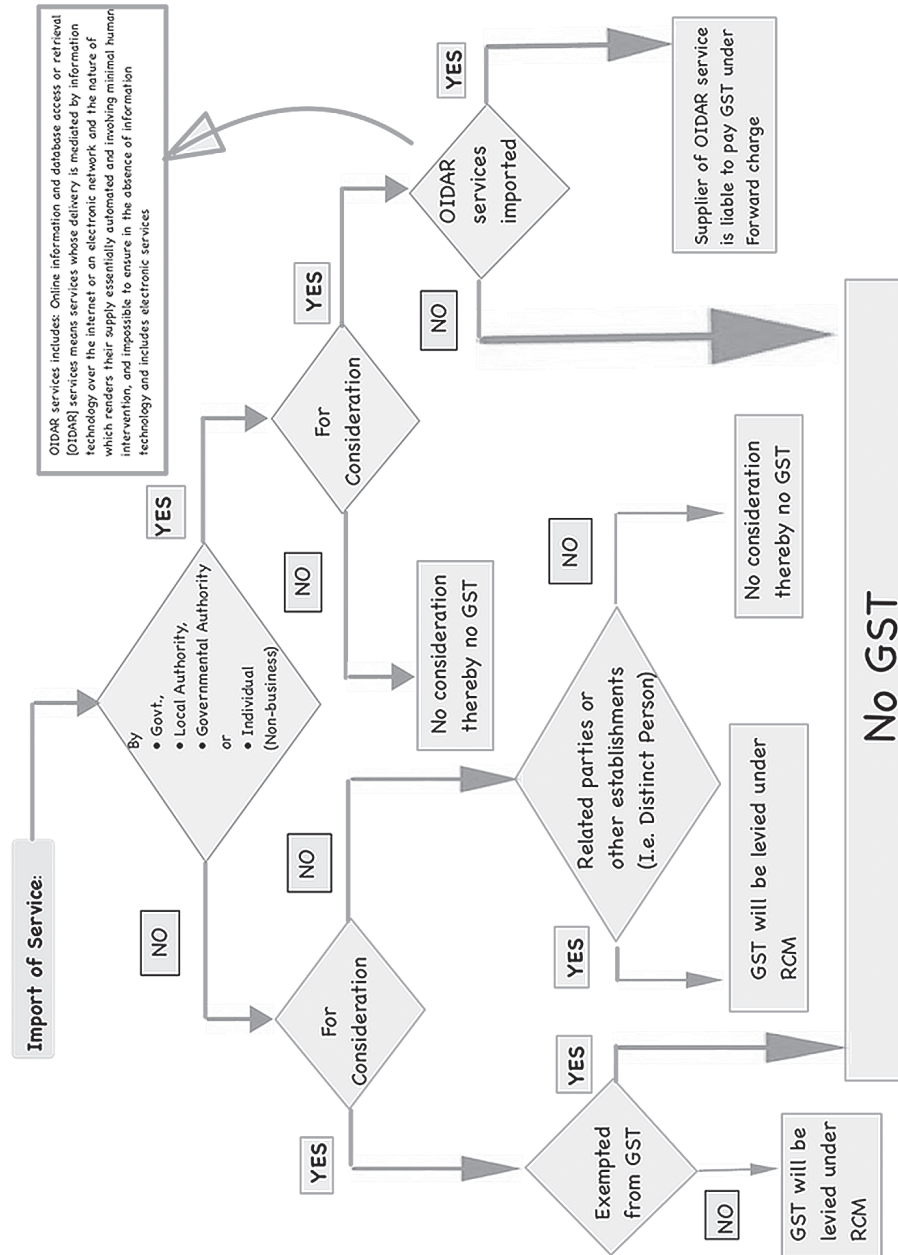 Import of Service:
OIDAR services includes: Online information and database access or retrieval
[OIDAR] services means services whose delivery is mediated by information
technology over the internet or an electronic network and the nature of
which renders their supply essentially automated and involving minimal human
intervention, and impossible to ensure in the absence of information
technology and includes electronic services
By
• Govt.,
• Local Authority,
• Governmental Authority
or
• Individual
(Non-business)
NO
YES
For
Consideration
For
Consideration
YES
NO
NO
YES
No consideration
thereby no GST
OIDAR
services
imported
NO
YES
Exempted
from GST
Related parties or
other establishments
(I.e. Distinct Person)
YES
YES
NO
Supplier of OIDAR service
is liable to pay GST under
Forward charge
NO
GST will be
levied under
RCM
GST will be levied under
RCM
No consideration
thereby no GST
No GST